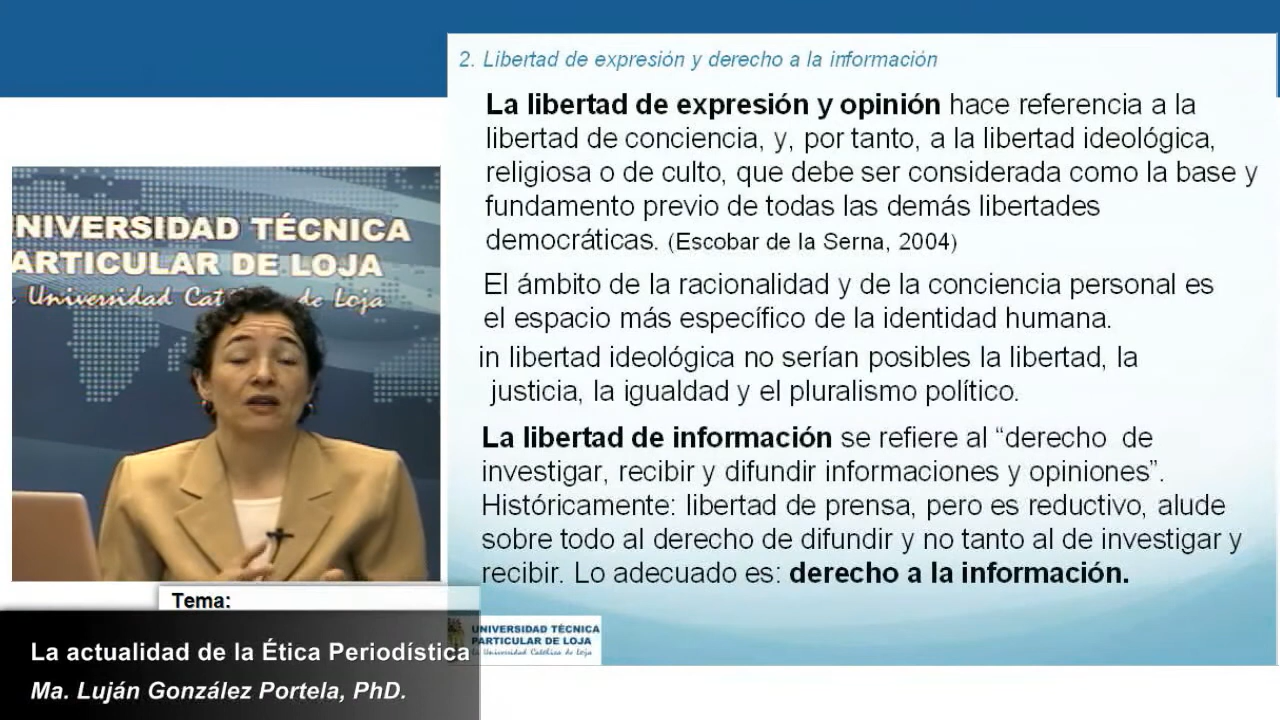 2. Libertad de expresión y derecho a la información
La libertad de expresión y opinión hace referencia a la
libertad de conciencia, y, por tanto, a la libertad ideológica,
religiosa o de culto, que debe ser considerada como la base y
fundamento previo de todas las demás libertades
democráticas. (Escobar de la Serna, 2004)
El ámbito de la racionalidad y de la conciencia personal es
el espacio más específico de la identidad humana.
in libertad ideológica no serían posibles la libertad, la
justicia, la igualdad y el pluralismo político.
La libertad de información se refiere al “derecho de
investigar, recibir y difundir informaciones y opiniones”.
Históricamente: libertad de prensa, pero es reductivo, alude
sobre todo al derecho de difundir y no tanto al de investigar y
recibir. Lo adecuado es: derecho a la información.
NIVERSIDAD TÉCNICA
ARTICULAR DE LOJA
Universidad Católica de Loja
Tema:
La actualidad de la Ética Periodística
Ma. Luján González Portela, PhD.
UNIVERSIDAD TÉCNICA
PARTICULAR DE LOJA
La Universidad Católica de Loja